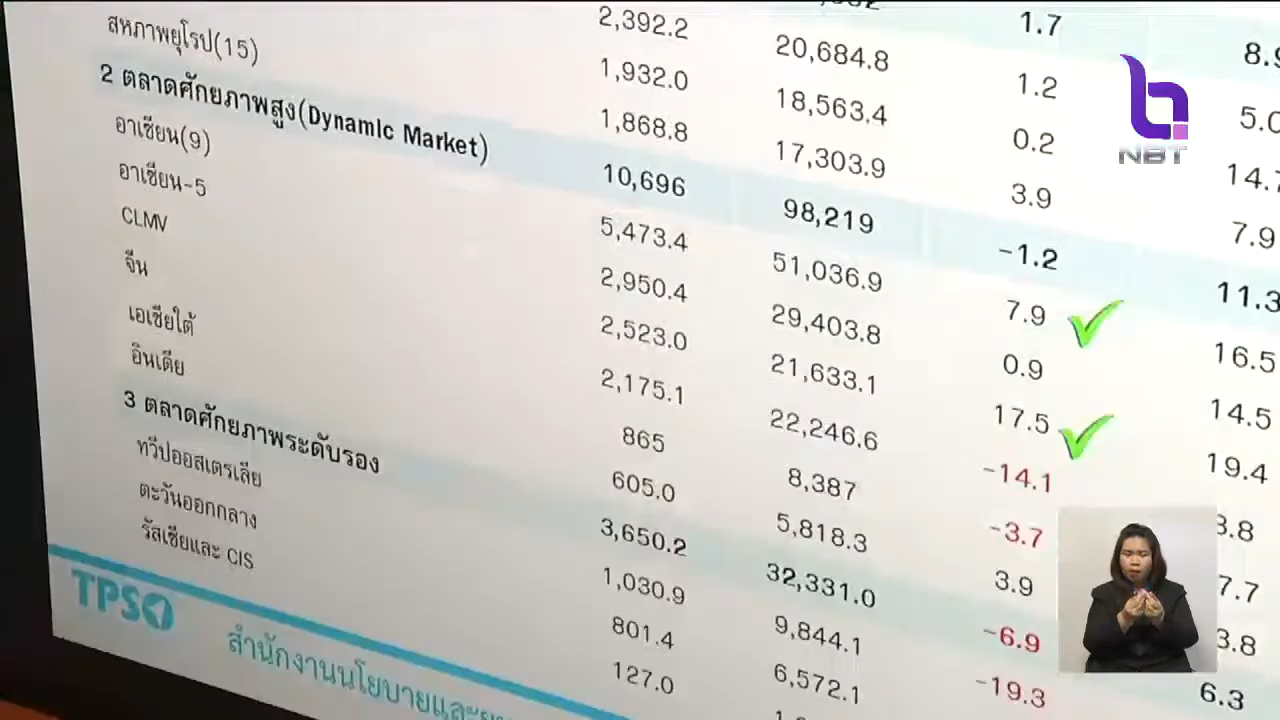 1.7
2,392.2 20,684.8 1.2
1,932.0 18,563.4 0.2
สหภาพยุโรป(15) 1,868.8 17,303.9 3.9 7.9
2 ตลาดศักยภาพสูง(Dynamic Market) 10,696 98,219 -1.2 11.3
อาเซียน(9) 5,473.4 51,036.9 7.9 16.5
อาเซียน-5 2,950.4 29,403.8 0.9 14.5
CLMV 2,523.0 21,633.1 17.5 19.4
จีน 2,175.1 22,246.6 -14.1
เอเชียใต้ 865 8,387 -3.7
อินเดีย 605.0 5,818.3 3.9
3 ตลาดศักยภาพระดับรอง 3,650.2 32,331.0 -6.9 6.3
ทวีปออสเตรเลีย 1,030.9 9,844.1 -19.3
ตะวันออกกลาง 801.4 6,572.1
รัสเซียและ CIS 127.0
TPSO
สำนักงานนโยบายและ
NBT